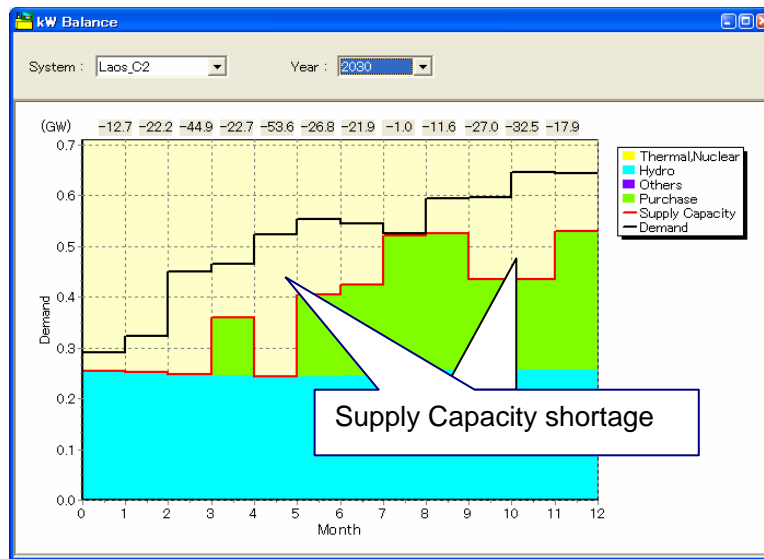 kW Balance
System : Laos_C2 Year : 2030
(GW) -12.7 -22.2 -44.9 -22.7 -53.6 -26.8 -21.9 -1.0 -11.6 -27.0 -32.5 -17.9
0.7
0.6
0.5
0.4
0.3
0.2
0.1
0.0
Demand
0 1 2 3 4 5 6 7 8 9 10 11 12
Month
Thermal,Nuclear
Hydro
Others
Purchase
Supply Capacity
Demand
Supply Capacity shortage